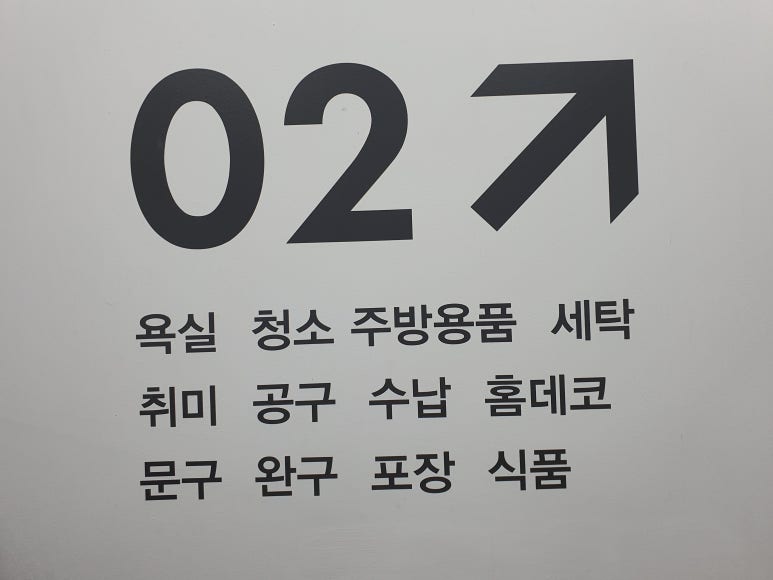 02↗
욕실 청소 주방용품 세탁
취미 공구 수납 홈데코
문구 완구 포장 식품